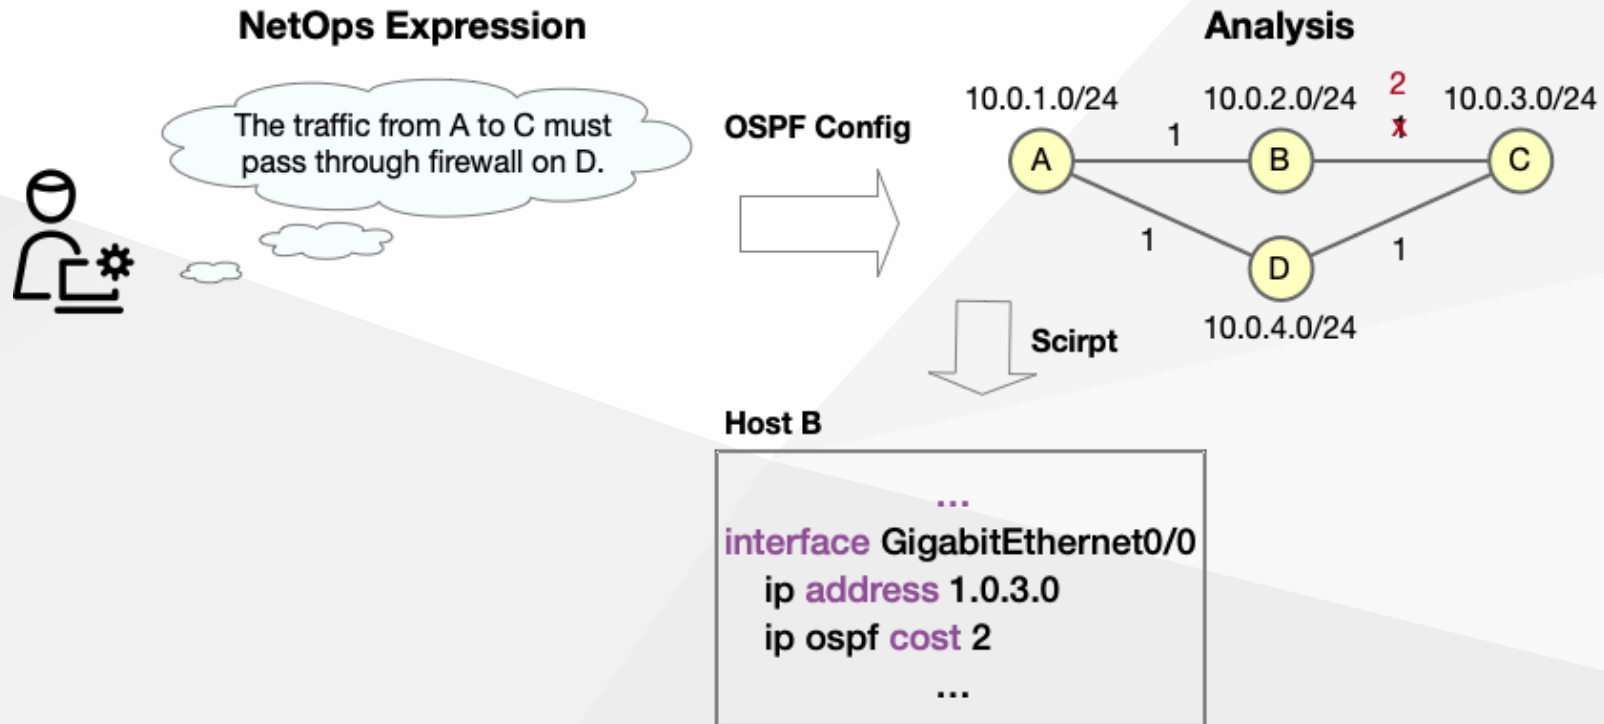 NetOps Expression
The traffic from A to C must
pass through firewall on D.
OSPF Config
Analysis
10.0.1.0/24
10.0.2.0/24
2
10.0.3.0/24
1
1
A
B
C
1
1
D
10.0.4.0/24
Scirpt
Host B
...
interface GigabitEthernet0/0
ip address 1.0.3.0
ip ospf cost 2
...